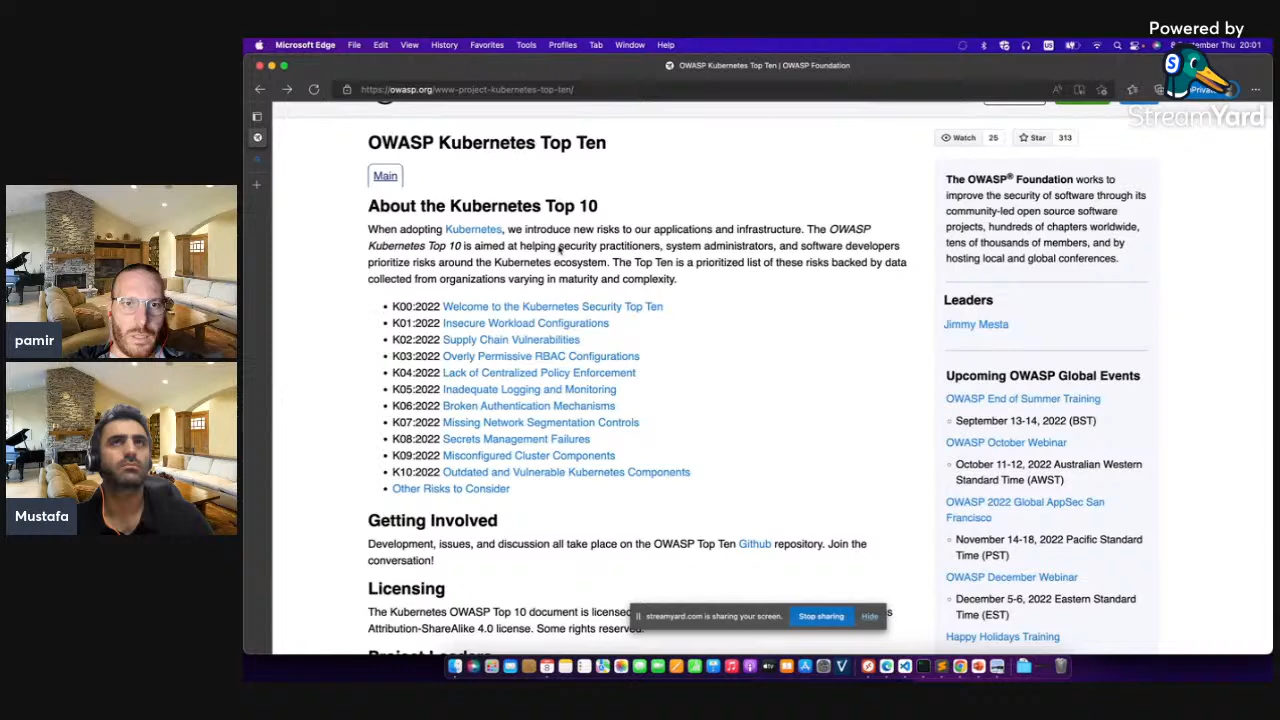 Powered by
StreamYard
Microsoft Edge File Edit View History Favorites Tools Profiles Tab Window Help
September Thu 20:01
OWASP Kubernetes Top Ten | OWASP Foundation
https://owasp.org/www-project-kubernetes-top-ten/
OWASP Kubernetes Top Ten
Watch 25 Star 313
Main
About the Kubernetes Top 10
When adopting Kubernetes, we introduce new risks to our applications and infrastructure. The OWASP
Kubernetes Top 10 is aimed at helping security practitioners, system administrators, and software developers
prioritize risks around the Kubernetes ecosystem. The Top Ten is a prioritized list of these risks backed by data
collected from organizations varying in maturity and complexity.
• K00:2022 Welcome to the Kubernetes Security Top Ten
• K01:2022 Insecure Workload Configurations
• K02:2022 Supply Chain Vulnerabilities
• K03:2022 Overly Permissive RBAC Configurations
• K04:2022 Lack of Centralized Policy Enforcement
• K05:2022 Inadequate Logging and Monitoring
• K06:2022 Broken Authentication Mechanisms
• K07:2022 Missing Network Segmentation Controls
• K08:2022 Secrets Management Failures
• K09:2022 Misconfigured Cluster Components
• K10:2022 Outdated and Vulnerable Kubernetes Components
• Other Risks to Consider
Getting Involved
Development, issues, and discussion all take place on the OWASP Top Ten Github repository. Join the
conversation!
Licensing
The Kubernetes OWASP Top 10 document is licensed
Attribution-ShareAlike 4.0 license. Some rights reserved.
The OWASP® Foundation works to
improve the security of software through its
community-led open source software
projects, hundreds of chapters worldwide,
tens of thousands of members, and by
hosting local and global conferences.
Leaders
Jimmy Mesta
Upcoming OWASP Global Events
OWASP End of Summer Training
September 13-14, 2022 (BST)
OWASP October Webinar
October 11-12, 2022 Australian Western
Standard Time (AWST)
OWASP 2022 Global AppSec San
Francisco
November 14-18, 2022 Pacific Standard
Time (PST)
OWASP December Webinar
December 5-6, 2022 Eastern Standard
Time (EST)
Happy Holidays Training
streamyard.com is sharing your screen. Stop sharing Hide
pamir
Mustafa